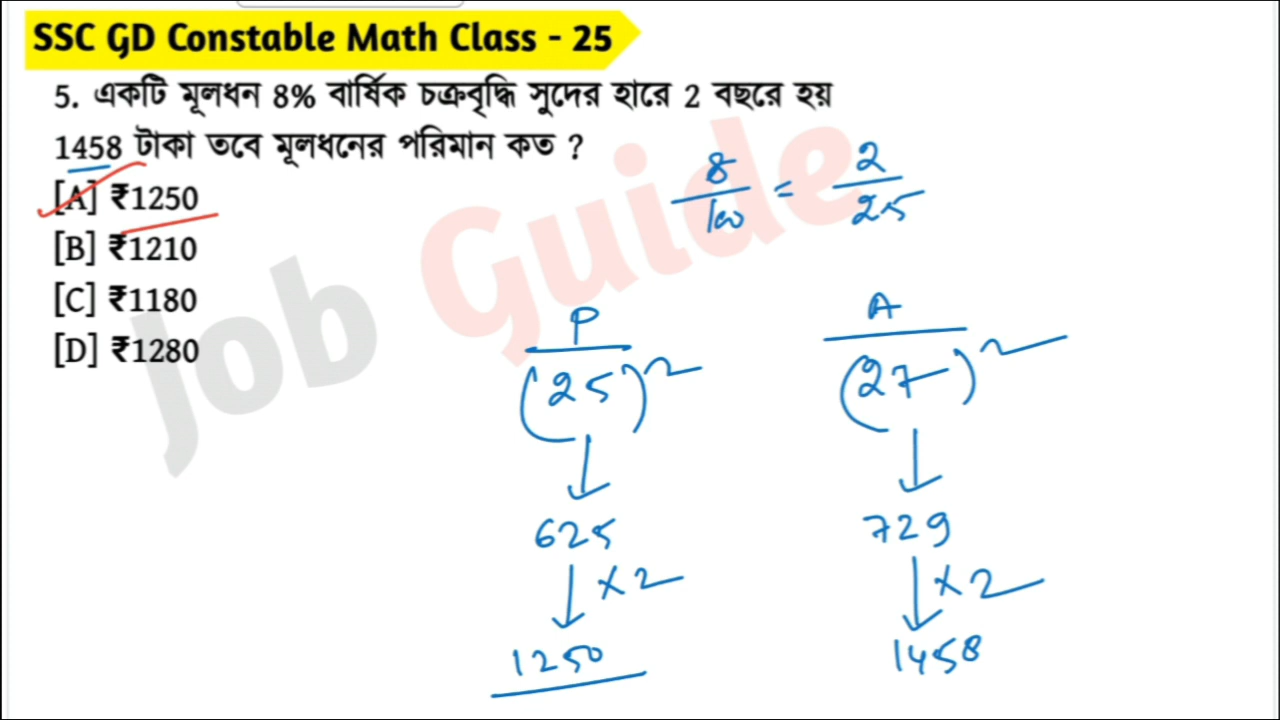 SSC GD Constable Math Class - 25
5. একটি মূলধন 8% বার্ষিক চক্রবৃদ্ধি সুদের হারে 2 বছরে হয়
1458 টাকা তবে মূলধনের পরিমান কত ?
[A] ₹1250
[B] ₹1210
[C] ₹1180
[D] ₹1280
Job Guide
8/100 = 2/25
P A
(25)² (27)²
625 729
×2 ×2
1250 1458